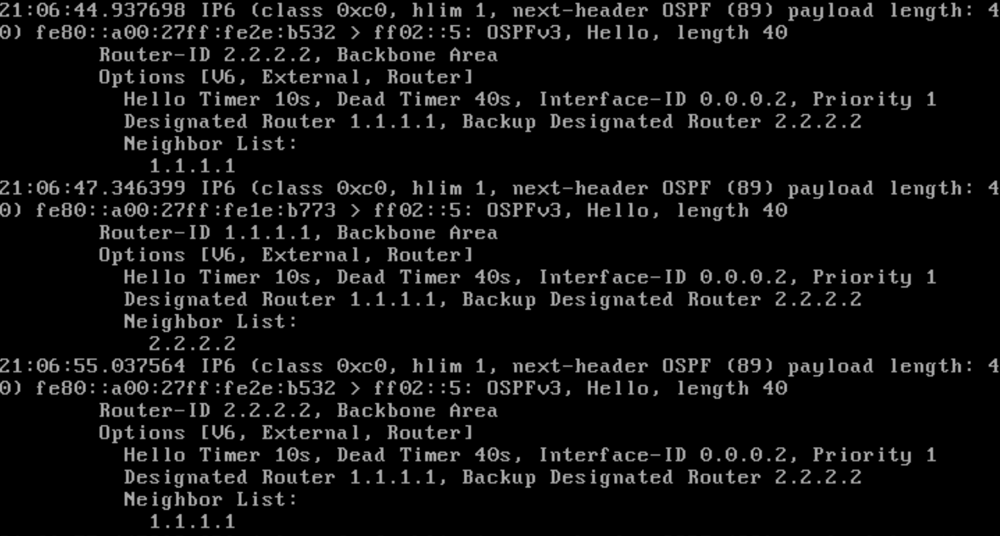 21:06:44.937698 IP6 (class 0xc0, hlim 1, next-header OSPF (89) payload length: 4
0) fe80::a00:27ff:fe2e:b532 > ff02::5: OSPFv3, Hello, length 40
Router-ID 2.2.2.2, Backbone Area
Options [V6, External, Router]
Hello Timer 10s, Dead Timer 40s, Interface-ID 0.0.0.2, Priority 1
Designated Router 1.1.1.1, Backup Designated Router 2.2.2.2
Neighbor List:
1.1.1.1
21:06:47.346399 IP6 (class 0xc0, hlim 1, next-header OSPF (89) payload length: 4
0) fe80::a00:27ff:fe1e:b773 > ff02::5: OSPFv3, Hello, length 40
Router-ID 1.1.1.1, Backbone Area
Options [V6, External, Router]
Hello Timer 10s, Dead Timer 40s, Interface-ID 0.0.0.2, Priority 1
Designated Router 1.1.1.1, Backup Designated Router 2.2.2.2
Neighbor List:
2.2.2.2
21:06:55.037564 IP6 (class 0xc0, hlim 1, next-header OSPF (89) payload length: 4
0) fe80::a00:27ff:fe2e:b532 > ff02::5: OSPFv3, Hello, length 40
Router-ID 2.2.2.2, Backbone Area
Options [V6, External, Router]
Hello Timer 10s, Dead Timer 40s, Interface-ID 0.0.0.2, Priority 1
Designated Router 1.1.1.1, Backup Designated Router 2.2.2.2
Neighbor List:
1.1.1.1